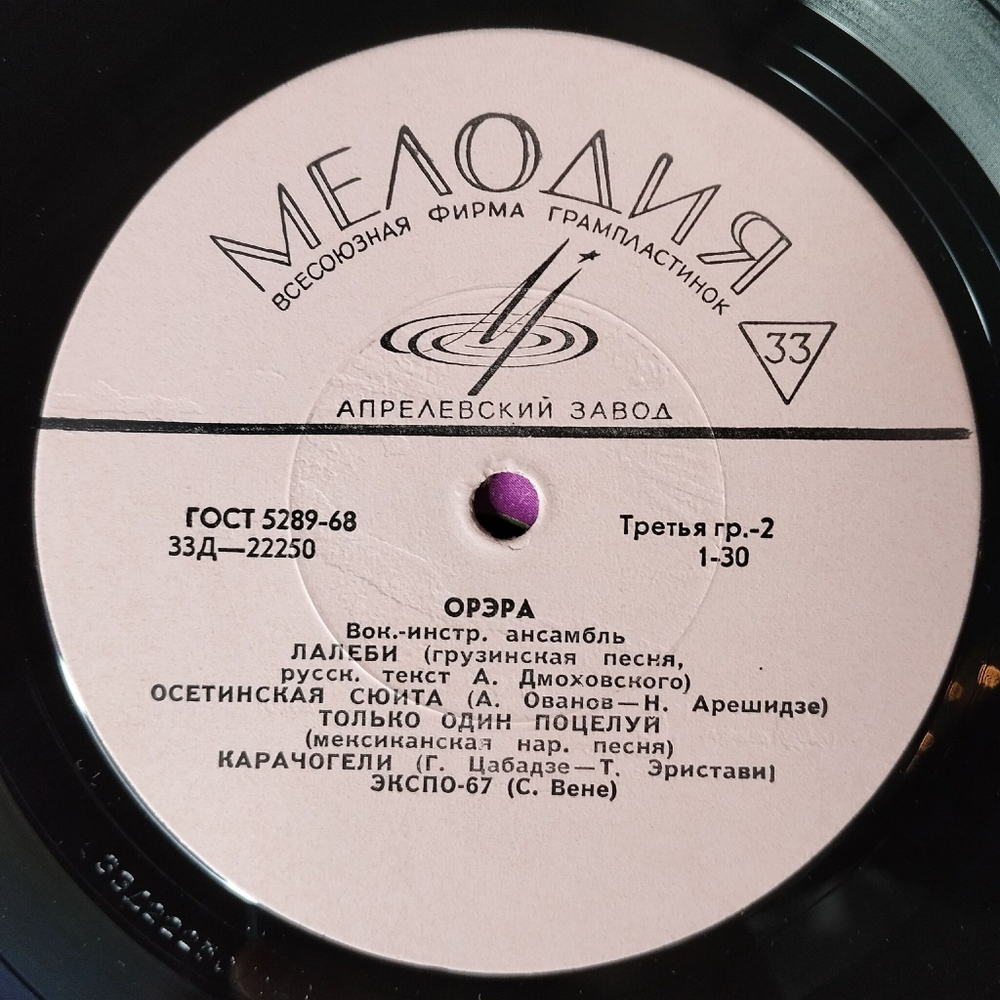 МЕЛОДИЯ
ВСЕСОЮЗНАЯ ФИРМА ГРАМПЛАСТИНОК
33
АПРЕЛЕВСКИЙ ЗАВОД
ГОСТ 5289-68
33Д—22250
Третья гр.-2
1-30
ОРЭРА
Вок.-инстр. ансамбль
ЛАЛЕБИ (грузинская песня,
русск. текст А. Дмоховского)
ОСЕТИНСКАЯ СЮИТА (А. Ованов—Н. Арешидзе)
ТОЛЬКО ОДИН ПОЦЕЛУЙ
(мексиканская нар. песня)
КАРАЧОГЕЛИ (Г. Цабадзе—Т. Эристави)
ЭКСПО-67 (С. Вене)